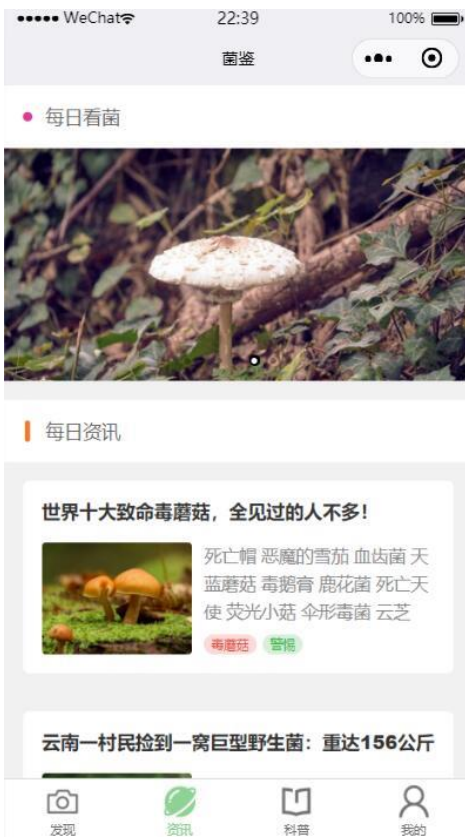 WeChat
22:39
100%
菌鉴
每日看菌
每日资讯
世界十大致命毒蘑菇，全见过的人不多！
死亡帽 恶魔的雪茄 血齿菌 天
蓝蘑菇 毒鹅膏 鹿花菌 死亡天
使 荧光小菇 伞形毒菌 云芝
毒蘑菇 警惕
云南一村民捡到一窝巨型野生菌：重达156公斤
发现 资讯 科普 我的